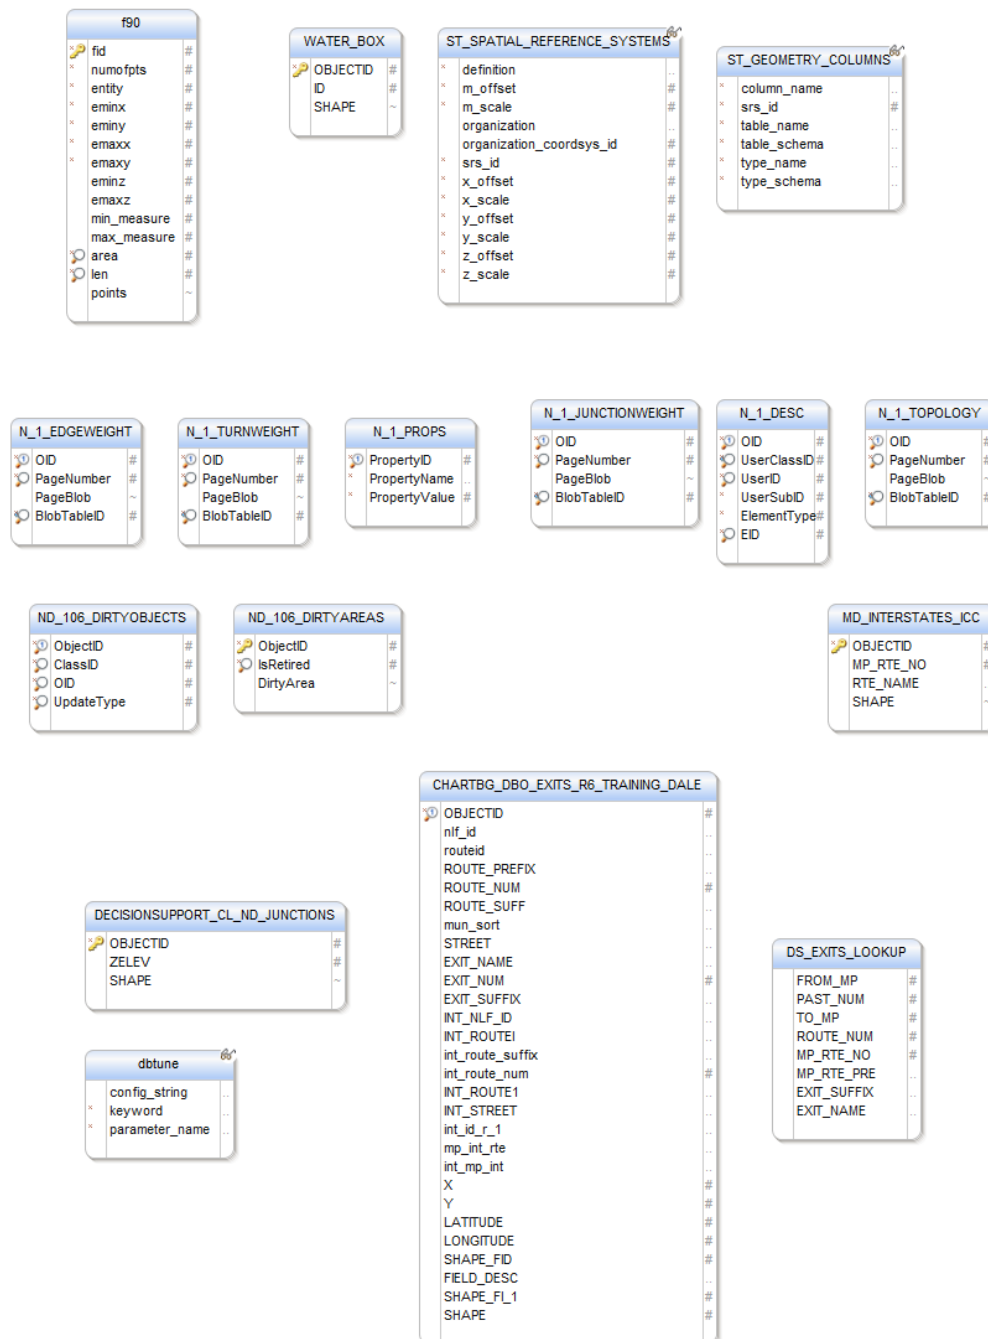 f90
fid #
numofpts #
entity #
eminx #
eminy #
emaxx #
emaxy #
eminz #
emaxz #
min_measure #
max_measure #
area #
len #
points ~
WATER_BOX
OBJECTID #
ID #
SHAPE ~
ST_SPATIAL_REFERENCE_SYSTEMS
definition ..
m_offset #
m_scale #
organization ..
organization_coordsys_id #
srs_id #
x_offset #
x_scale #
y_offset #
y_scale #
z_offset #
z_scale #
ST_GEOMETRY_COLUMNS
column_name ..
srs_id #
table_name ..
table_schema ..
type_name ..
type_schema ..
N_1_EDGEWEIGHT
OID #
PageNumber #
PageBlob ~
BlobTableID #
N_1_TURNWEIGHT
OID #
PageNumber #
PageBlob ~
BlobTableID #
N_1_PROPS
PropertyID #
PropertyName ..
PropertyValue #
N_1_JUNCTIONWEIGHT
OID #
PageNumber #
PageBlob ~
BlobTableID #
N_1_DESC
OID #
UserClassID #
UserID #
UserSubID #
ElementType #
EID #
N_1_TOPOLOGY
OID #
PageNumber #
PageBlob ~
BlobTableID #
ND_106_DIRTYOBJECTS
ObjectID #
ClassID #
OID #
UpdateType #
ND_106_DIRTYAREAS
ObjectID #
IsRetired #
DirtyArea ~
MD_INTERSTATES_ICC
OBJECTID #
MP_RTE_NO #
RTE_NAME ..
SHAPE ~
CHARTBG_DBO_EXITS_R6_TRAINING_DALE
OBJECTID #
nlf_id ..
routeid ..
ROUTE_PREFIX ..
ROUTE_NUM #
ROUTE_SUFF ..
mun_sort ..
STREET ..
EXIT_NAME ..
EXIT_NUM #
EXIT_SUFFIX ..
INT_NLF_ID ..
INT_ROUTEI ..
int_route_suffix ..
int_route_num #
INT_ROUTE1 ..
INT_STREET ..
int_id_r_1 ..
mp_int_rte ..
int_mp_int ..
X #
Y #
LATITUDE #
LONGITUDE #
SHAPE_FID #
FIELD_DESC ..
SHAPE_FI_1 #
SHAPE #
DECISIONSUPPORT_CL_ND_JUNCTIONS
OBJECTID #
ZELEV #
SHAPE ~
DS_EXITS_LOOKUP
FROM_MP #
PAST_NUM #
TO_MP #
ROUTE_NUM #
MP_RTE_NO #
MP_RTE_PRE ..
EXIT_SUFFIX ..
EXIT_NAME ..
dbtune
config_string ..
keyword ..
parameter_name ..